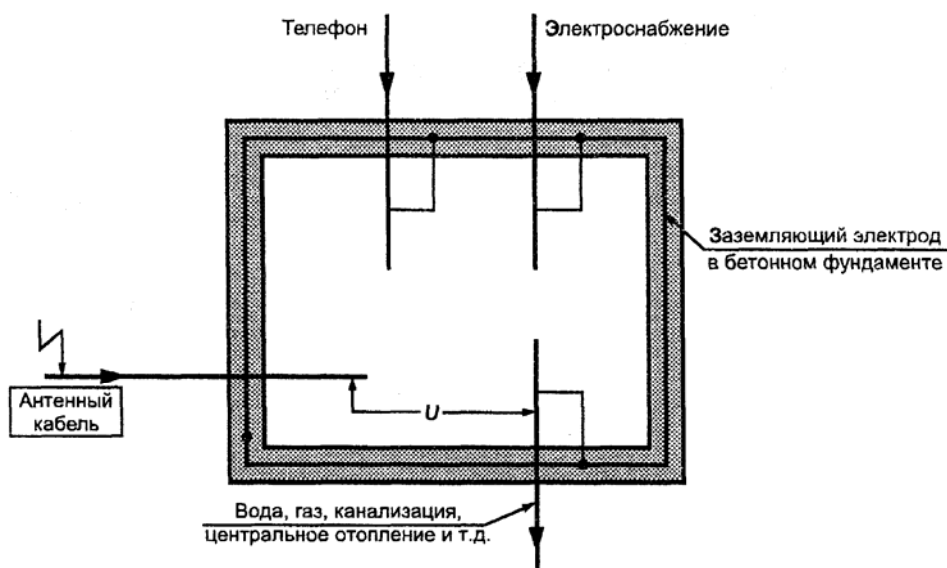 Телефон
Электроснабжение
Заземляющий электрод
в бетонном фундаменте
Антенный
кабель
U
Вода, газ, канализация,
центральное отопление и т.д.